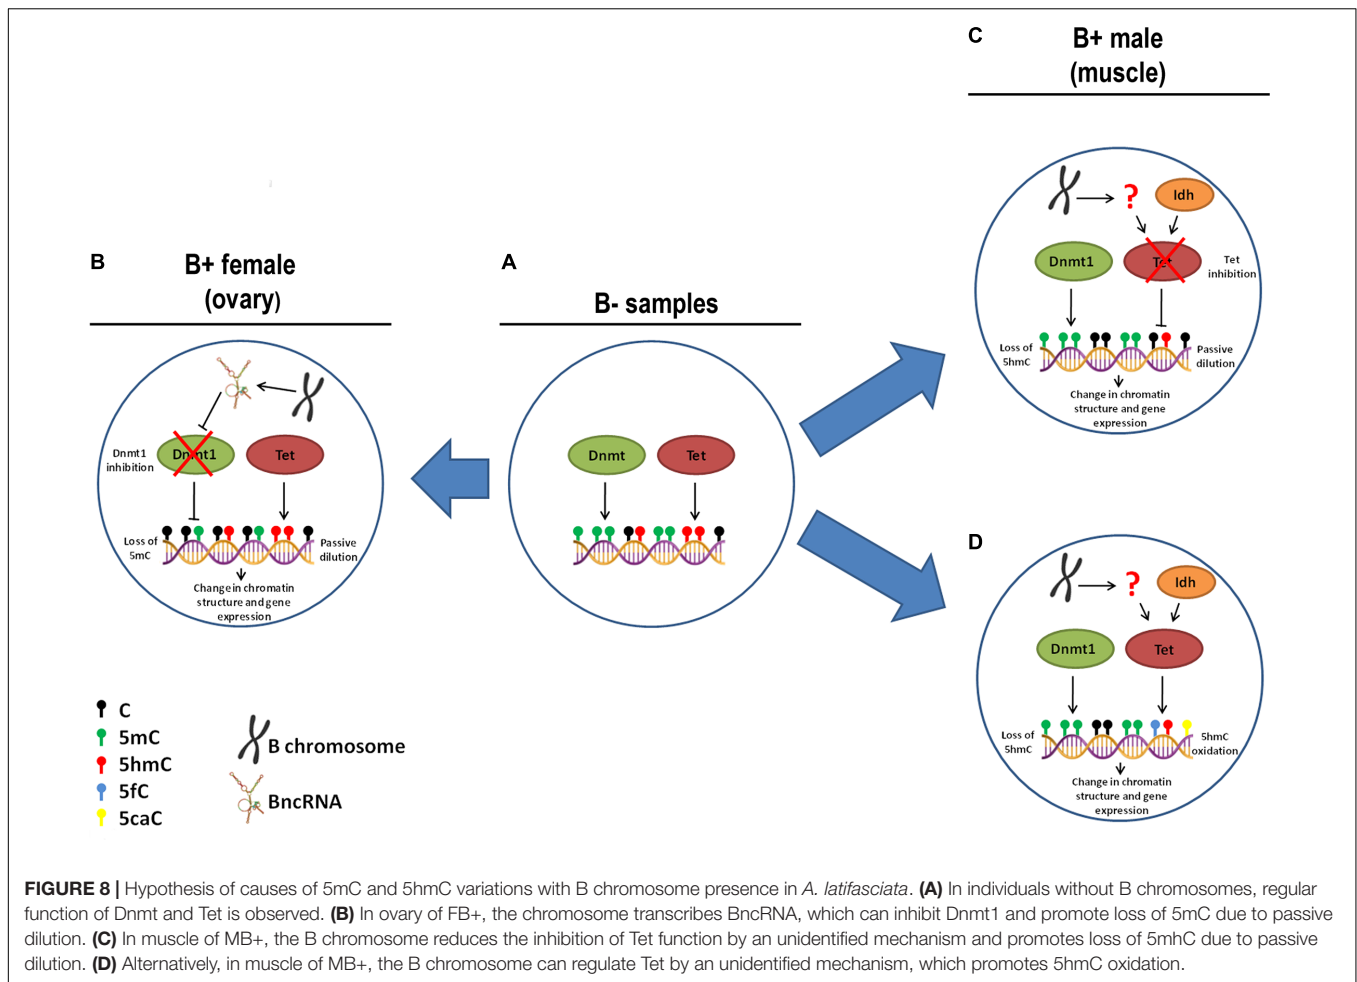 C
B+ male
(muscle)
?
Idh
Dnmt1
Tet
Tet
inhibition
Loss of
5hmC
Passive
dilution
Change in chromatin
structure and gene
expression
B
B+ female
(ovary)
Dnmt1
inhibition
Dnmt1
Tet
Loss of
5mC
Passive
dilution
Change in chromatin
structure and gene
expression
A
B- samples
Dnmt
Tet
D
?
Idh
Dnmt1
Tet
Loss of
5hmC
5hmC
oxidation
Change in chromatin
structure and gene
expression
C
5mC
5hmC
5fC
5caC
B chromosome
BncRNA
FIGURE 8 | Hypothesis of causes of 5mC and 5hmC variations with B chromosome presence in A. latifasciata. (A) In individuals without B chromosomes, regular
function of Dnmt and Tet is observed. (B) In ovary of FB+, the chromosome transcribes BncRNA, which can inhibit Dnmt1 and promote loss of 5mC due to passive
dilution. (C) In muscle of MB+, the B chromosome reduces the inhibition of Tet function by an unidentified mechanism and promotes loss of 5mhC due to passive
dilution. (D) Alternatively, in muscle of MB+, the B chromosome can regulate Tet by an unidentified mechanism, which promotes 5hmC oxidation.